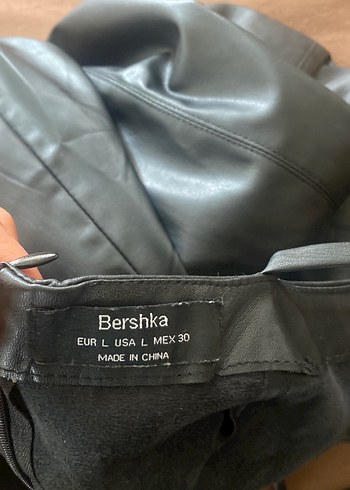 Bershka
EUR L USA L MEX 30
MADE IN CHINA